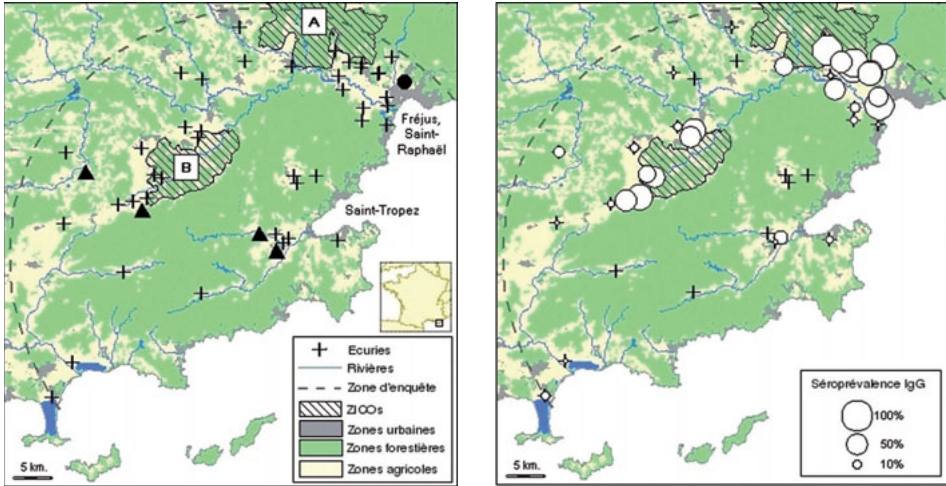 A
Fréjus,
Saint-
Raphaël
B
Saint-Tropez
Ecuries
Rivières
Zone d'enquête
ZICOs
Zones urbaines
Zones forestières
Zones agricoles
5 km.
Séroprévalence IgG
100%
50%
10%
5 km.